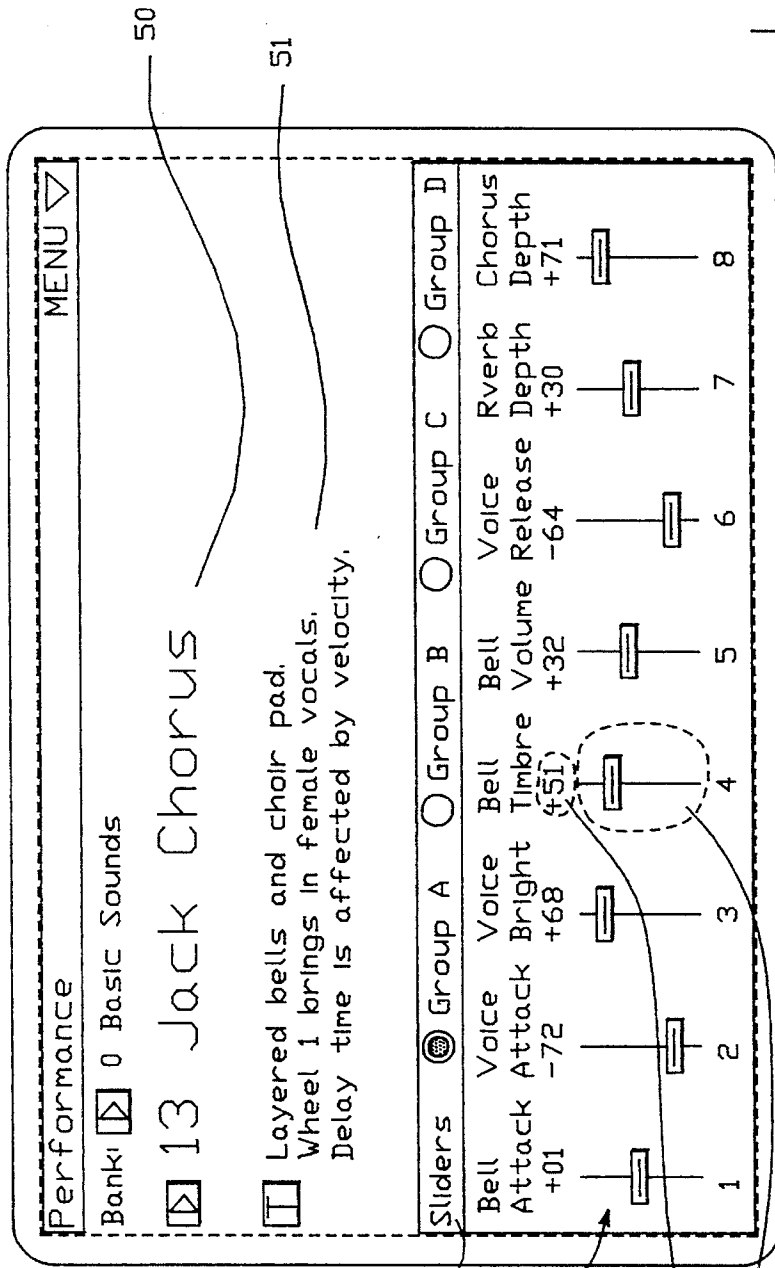 Performance MENU
Bank: 0 Basic Sounds
13 Jack Chorus
T Layered bells and choir pad.
Wheel 1 brings in female vocals.
Delay time is affected by velocity.
Sliders Group A Group B Group C Group D
Bell Voice Voice Bell Bell Voice Rverb Chorus
Attack Attack Bright Timbre Volume Release Depth Depth
+01 -72 +68 +51 +32 -64 +30 +71
1 2 3 4 5 6 7 8
50
51